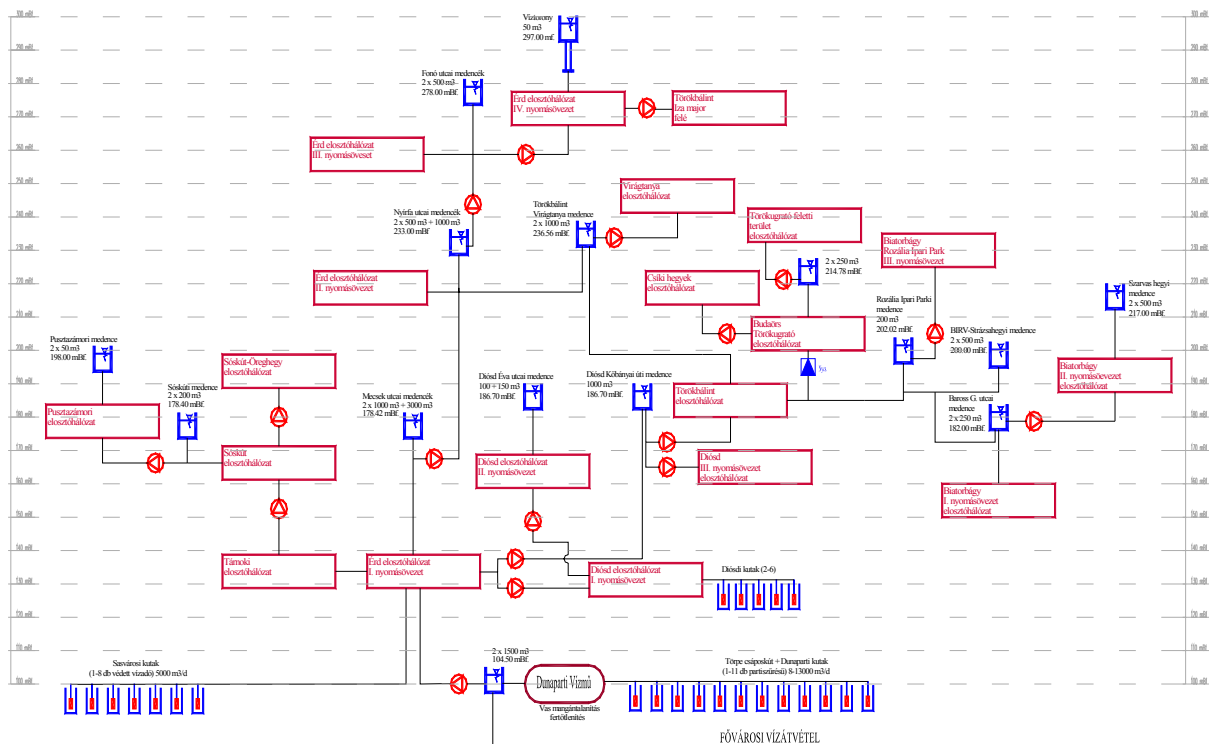 Víztorony
50 m3
297.00 mf.
Fonó utcai medencék
2 x 500 m3
278.00 mBf.
Érd elosztóhálózat
IV. nyomásövezet
Törökbálint
Iza major
felé
Érd elosztóhálózat
III. nyomásöveset
Nyírfa utcai medencék
2 x 500 m3 + 1000 m3
233.00 mBf
Törökbálint
Virágtanya medence
2 x 1000 m3
236.56 mBf.
Virágtanya
elosztóhálózat
Törökugrató-feletti
terület
elosztóhálózat
Biatorbágy
Rozália Ipari Park
III. nyomásövezet
Érd elosztóhálózat
II. nyomásövezet
Csíki hegyek
elosztóhálózat
2 x 250 m3
214.78 mBf.
Szarvas hegyi
medence
2 x 500 m3
217.00 mBf.
Rozália Ipari Parki
medence
200 m3
202.02 mBf.
Budaörs
Törökugrató
elosztóhálózat
BIRV-Strázsahegyi medence
2 x 500 m3
200.00 mBf.
Pusztazámori medence
2 x 50 m3
198.00 mBf.
Sóskút-Öreghegy
elosztóhálózat
Biatorbágy
II. nyomásüovezet
elosztóhálózat
Sóskúti medence
2 x 200 m3
178.40 mBf.
Mecsek utcai medencék
2 x 1000 m3 + 3000 m3
178.42 mBf.
Diósd Éva utcai medence
100 + 150 m3
186.70 mBf.
Diósd Kőhányai úti medence
1000 m3
186.70 mBf.
Törökbálint
elosztóhálózat
Baross G. utcai
medence
2 x 250 m3
182.00 mBf.
Pusztazámori
elosztóhálózat
Sóskút
elosztóhálózat
Diósd elosztóhálózat
II. nyomásövezet
Diósd
III. nyomásövezet
elosztóhálózat
Biatorbágy
I. nyomásövezet
elosztóhálózat
Tárnoki
elosztóhálózat
Érd elosztóhálózat
I. nyomásövezet
Diósd elosztóhálózat
I. nyomásövezet
Diósdi kutak (2-6)
Sasvárosi kutak
(1-8 db védett vízadó) 5000 m3/d
2 x 1500 m3
104.50 mBf.
Dunaparti Vízmű
Vas mangántalanítás
fertőtlenítés
Törpe csáposkút + Dunaparti kutak
(1-11 db partiszűrésű) 8-13000 m3/d
FŐVÁROSI VÍZÁTVÉTEL